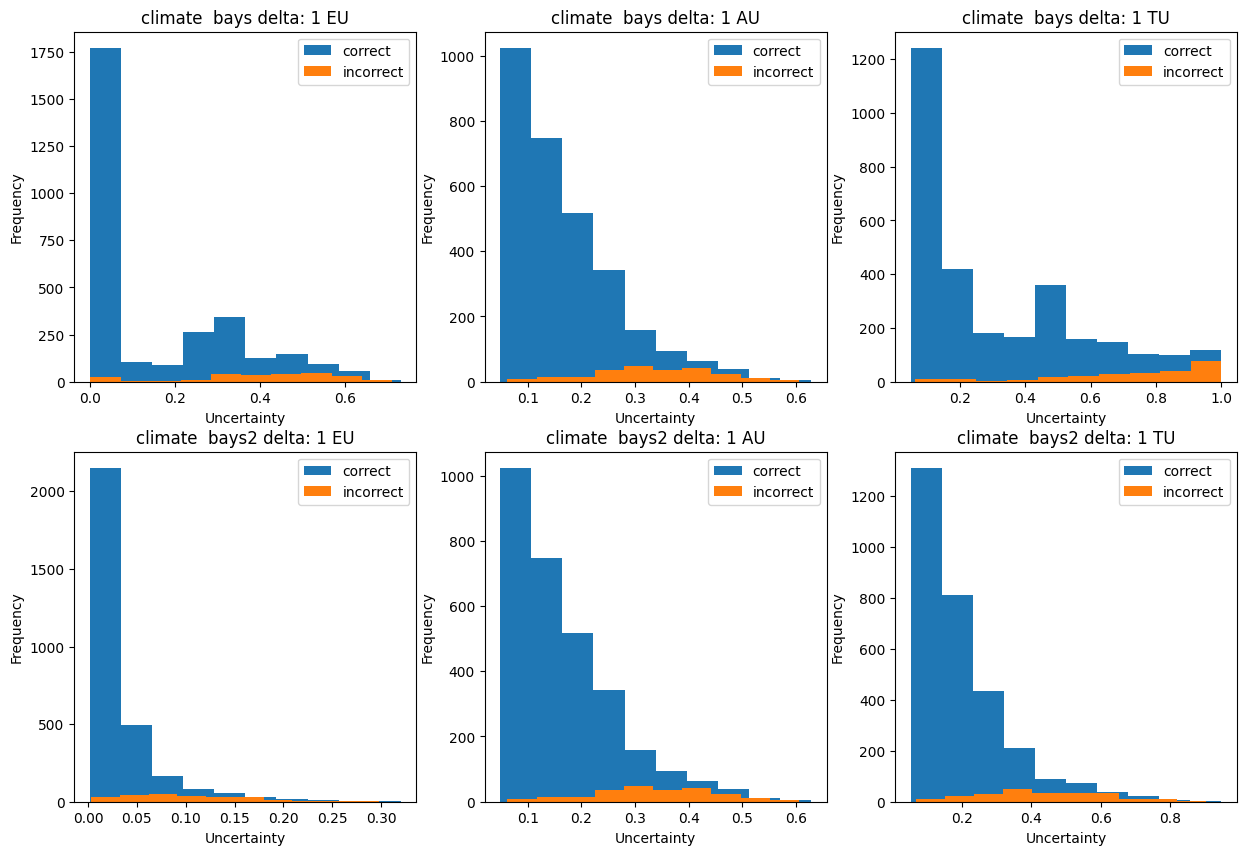 climate  bays delta: 1 EU
1750
1500
1250
1000
750
500
250
0
Frequency
0.0
0.2
0.4
0.6
Uncertainty
correct
incorrect
climate  bays delta: 1 AU
1000
800
600
400
200
0
Frequency
0.1
0.2
0.3
0.4
0.5
0.6
Uncertainty
correct
incorrect
climate  bays delta: 1 TU
1200
1000
800
600
400
200
0
Frequency
0.2
0.4
0.6
0.8
1.0
Uncertainty
correct
incorrect
climate  bays2 delta: 1 EU
2000
1500
1000
500
0
Frequency
0.00
0.05
0.10
0.15
0.20
0.25
0.30
Uncertainty
correct
incorrect
climate  bays2 delta: 1 AU
1000
800
600
400
200
0
Frequency
0.1
0.2
0.3
0.4
0.5
0.6
Uncertainty
correct
incorrect
climate  bays2 delta: 1 TU
1200
1000
800
600
400
200
0
Frequency
0.2
0.4
0.6
0.8
Uncertainty
correct
incorrect